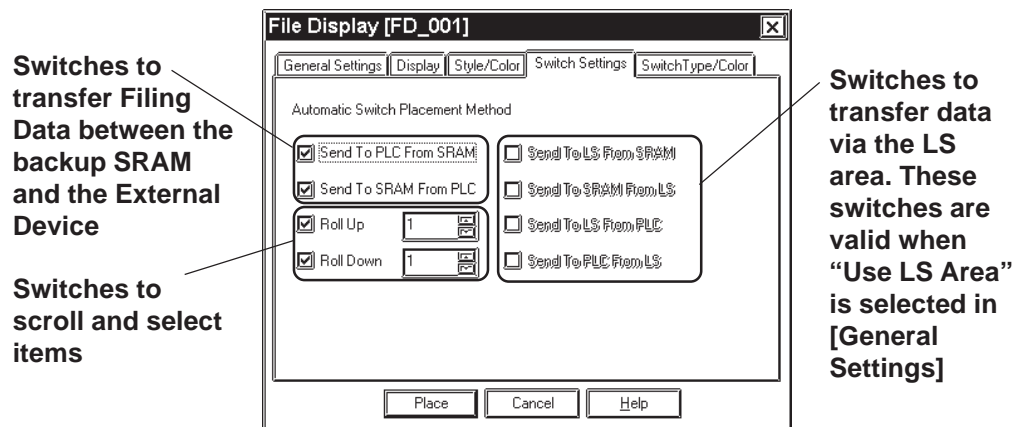 File Display [FD_001]
General Settings Display Style/Color Switch Settings SwitchType/Color
Switches to
transfer Filing
Data between the
backup SRAM
and the External
Device
Switches to
scroll and select
items
Automatic Switch Placement Method
Send To PLC From SRAM
Send To SRAM From PLC
Roll Up 1
Roll Down 1
Send To LS From SRAM
Send To SRAM From LS
Send To LS From PLC
Send To PLC From LS
Switches to
transfer data
via the LS
area. These
switches are
valid when
“Use LS Area”
is selected in
[General
Settings]
Place Cancel Help